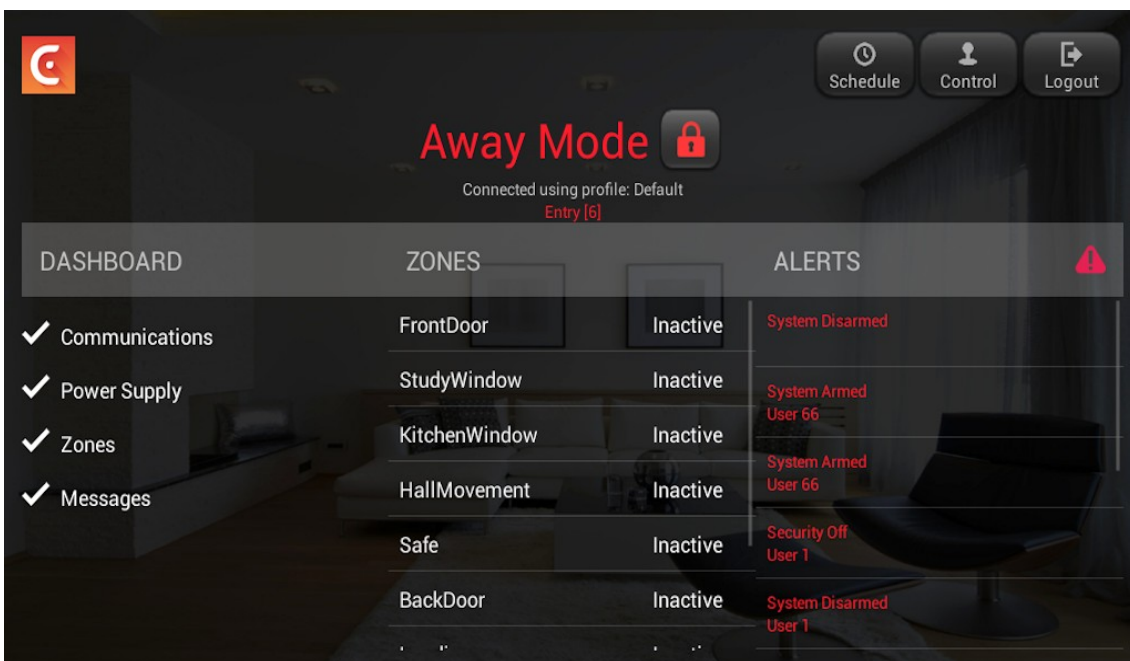 Schedule
Control
Logout
Away Mode
Connected using profile: Default
Entry [6]
DASHBOARD
ZONES
ALERTS
Communications
Power Supply
Zones
Messages
FrontDoor Inactive
StudyWindow Inactive
KitchenWindow Inactive
HallMovement Inactive
Safe Inactive
BackDoor Inactive
System Disarmed
System Armed
User 66
System Armed
User 66
Security Off
User 1
System Disarmed
User 1